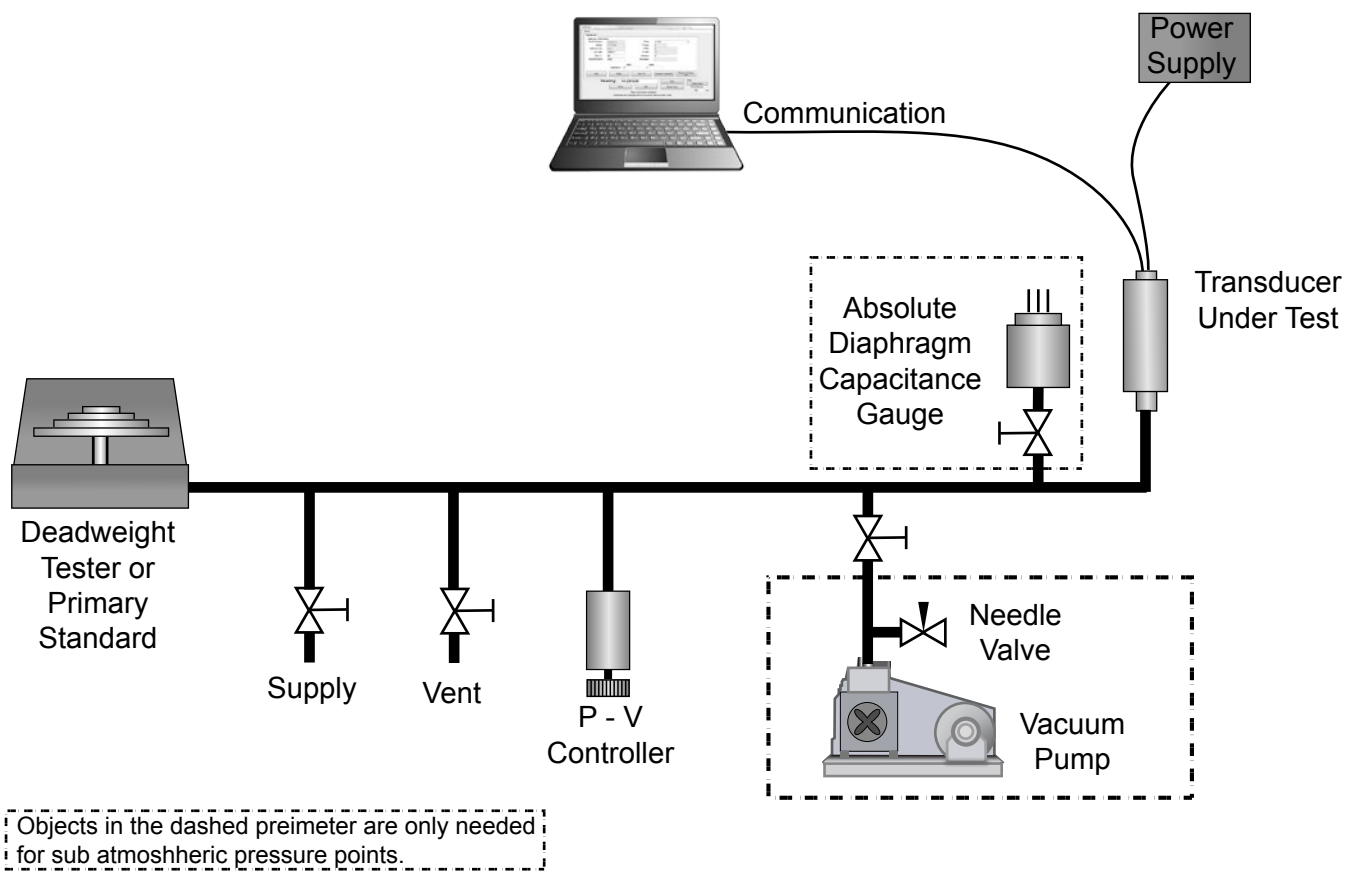 Power
Supply
Communication
Transducer
Under Test
Absolute
Diaphragm
Capacitance
Gauge
Deadweight
Tester or
Primary
Standard
Supply
Vent
P - V
Controller
Needle
Valve
Vacuum
Pump
Objects in the dashed preimeter are only needed
for sub atmoshheric pressure points.